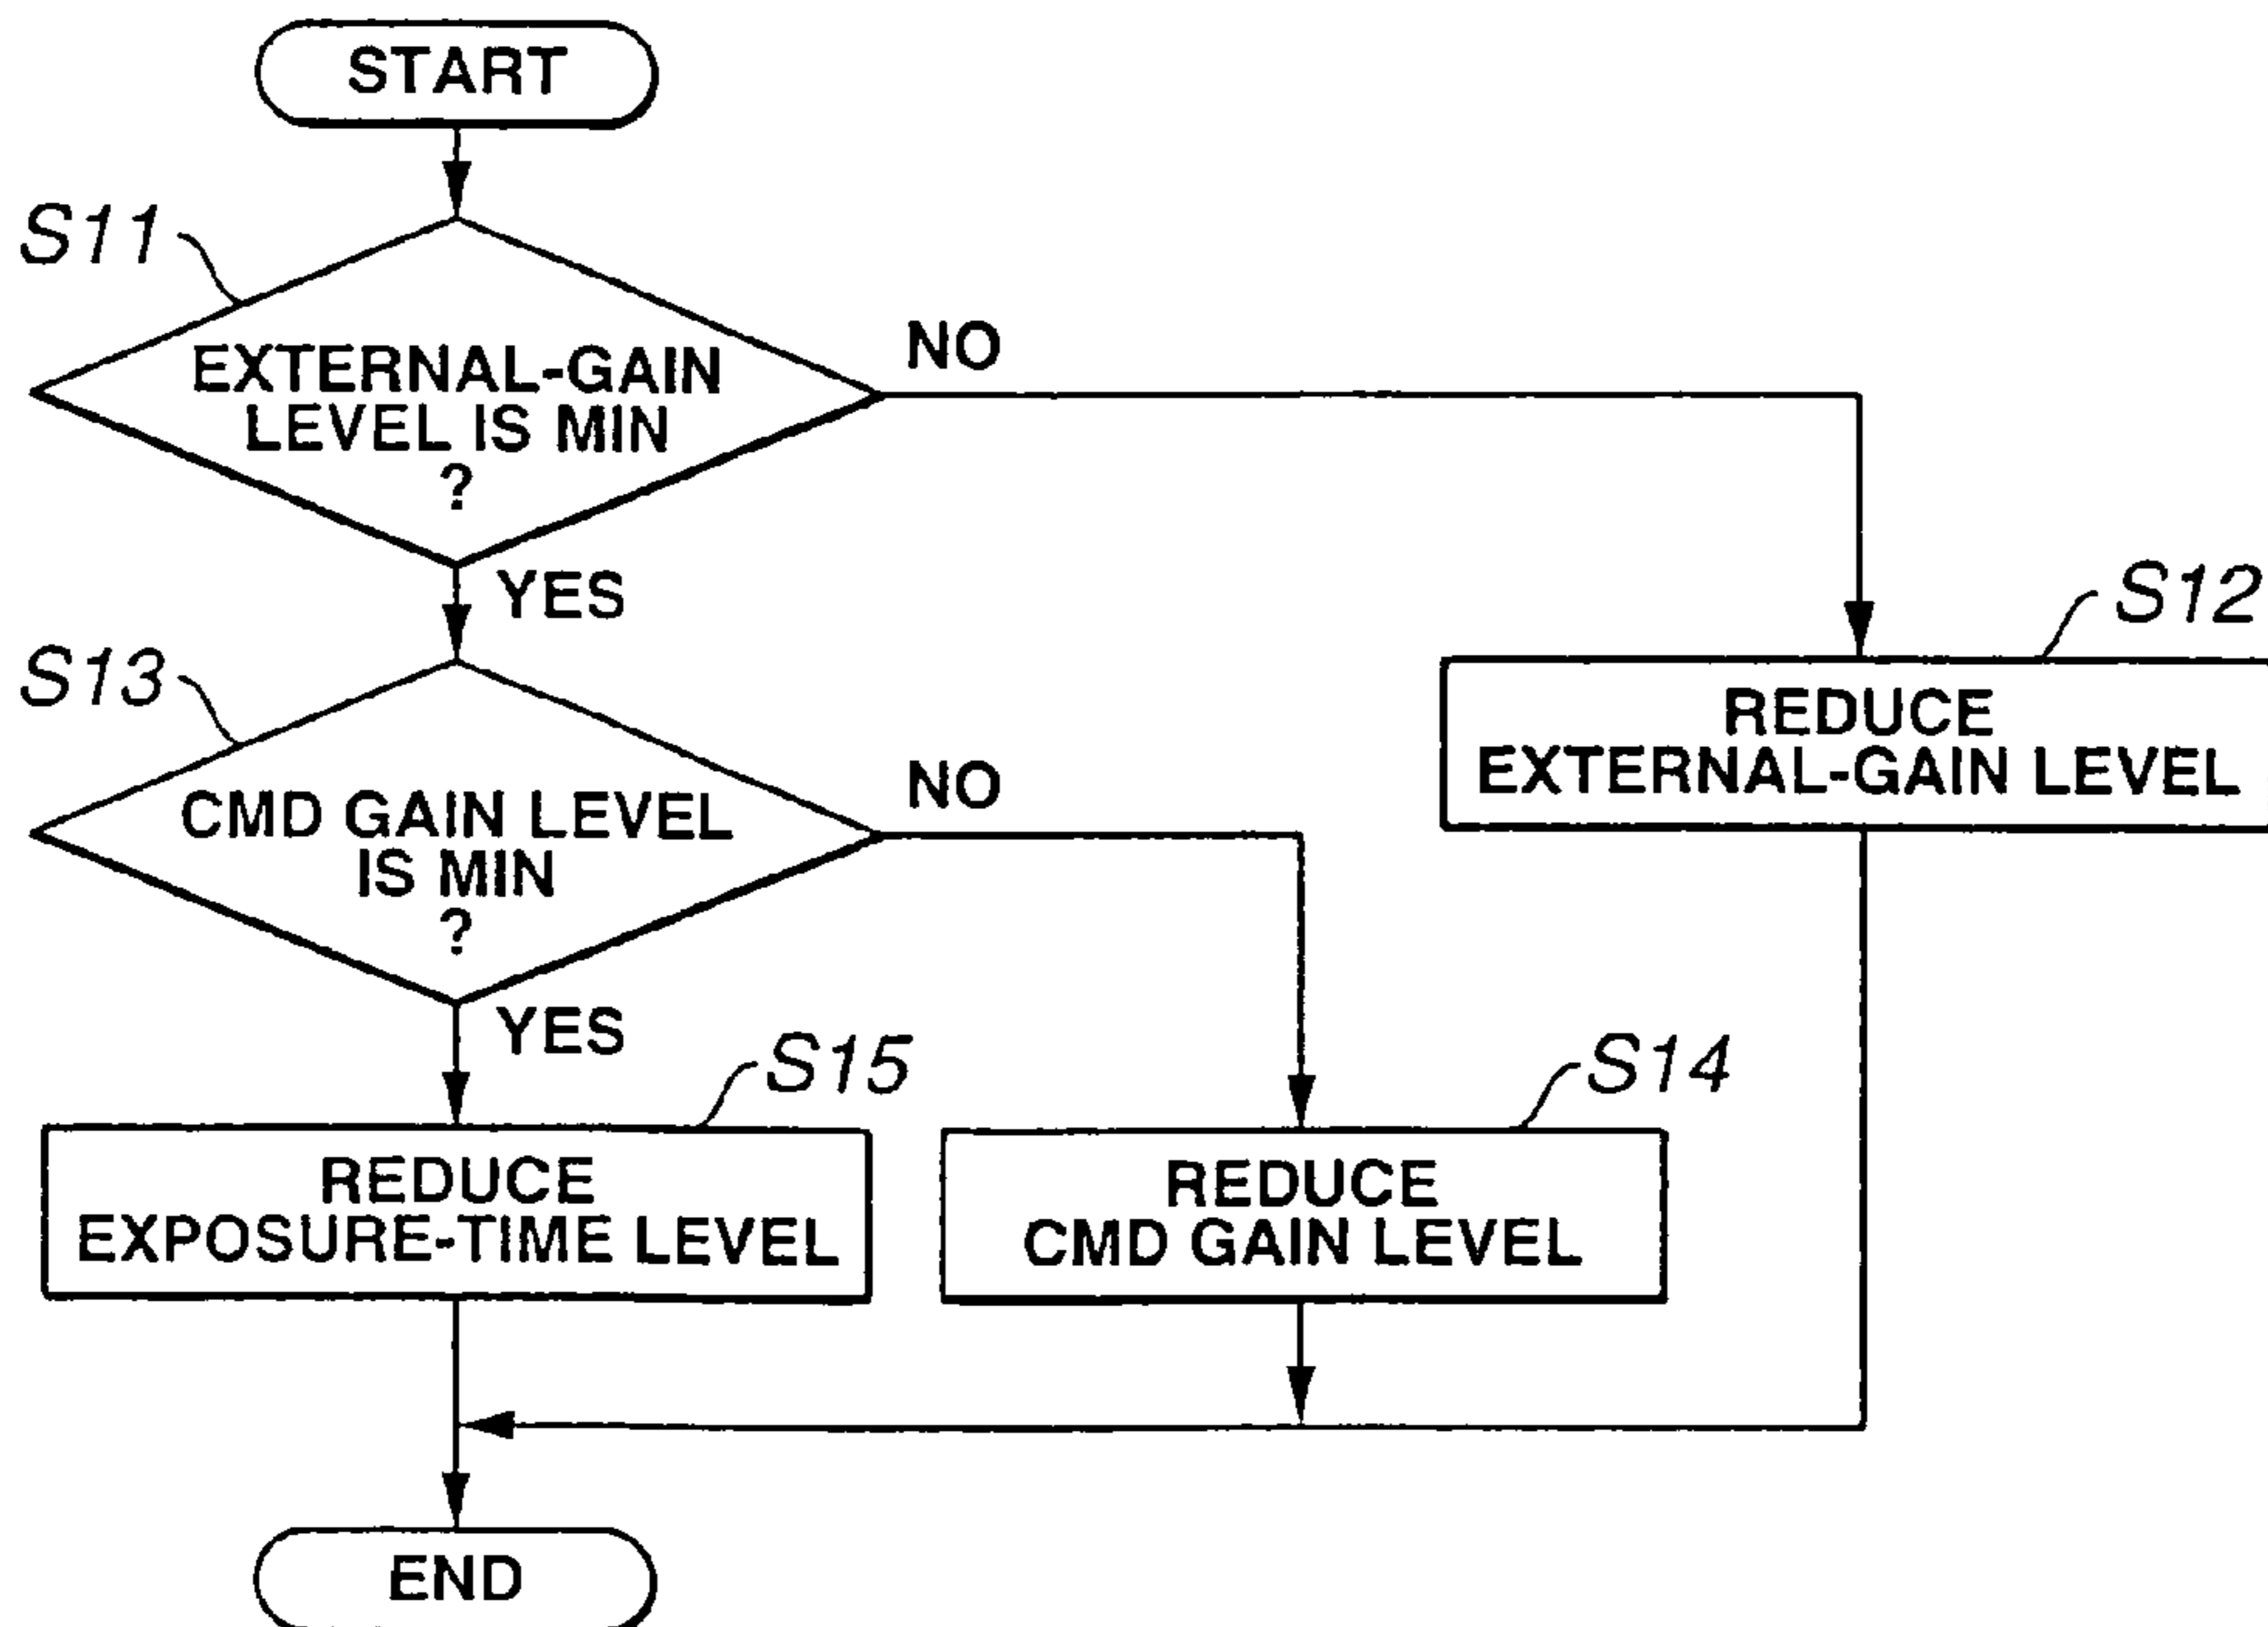 START
S11
EXTERNAL-GAIN
LEVEL IS MIN
?
NO
YES
S12
REDUCE
EXTERNAL-GAIN LEVEL
S13
CMD GAIN LEVEL
IS MIN
?
NO
YES
S15
REDUCE
EXPOSURE-TIME LEVEL
S14
REDUCE
CMD GAIN LEVEL
END